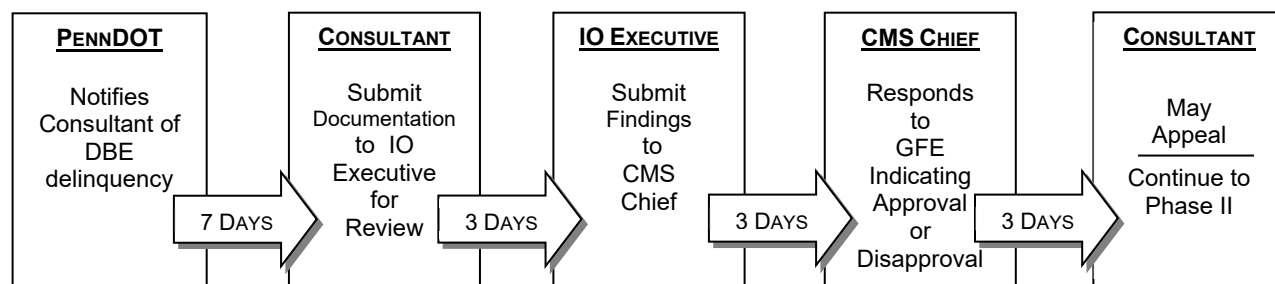 PENNDOT
Notifies
Consultant of
DBE
delinquency
7 DAYS
CONSULTANT
Submit
Documentation
to IO
Executive
for
Review
3 DAYS
IO EXECUTIVE
Submit
Findings
to
CMS
Chief
3 DAYS
CMS CHIEF
Responds
to
GFE
Indicating
Approval
or
Disapproval
3 DAYS
CONSULTANT
May
Appeal
Continue to
Phase II